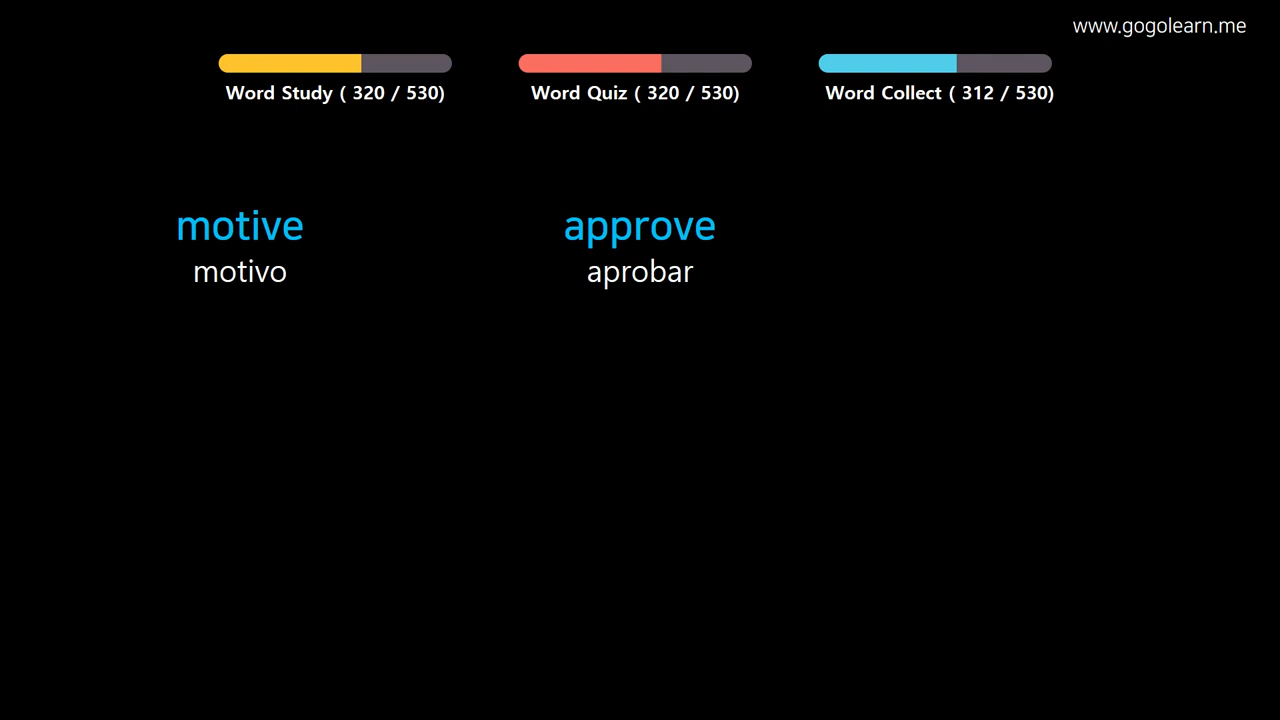 www.gogolearn.me
Word Study ( 320 / 530)
Word Quiz ( 320 / 530)
Word Collect ( 312 / 530)
motive
motivo
approve
aprobar